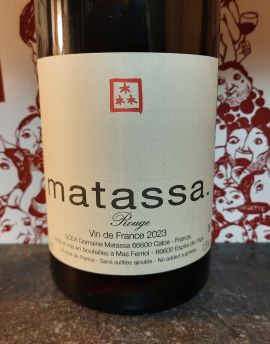 matassa.
Rouge
Vin de France 2023
SCEA Domaine Matassa 66600 Calce - France.
en bouteilles à Mas Ferriol - 66600 Espira de l'Agly
Produit de France - Sans sulfites ajoutés - No added sulphites